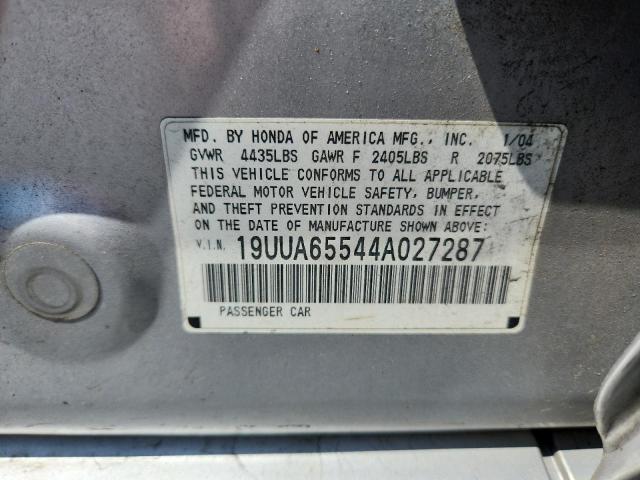 MFD. BY HONDA OF AMERICA MFG., INC. 1/04
GVWR 4435LBS GAWR F 2405LBS R 2075LBS
THIS VEHICLE CONFORMS TO ALL APPLICABLE
FEDERAL MOTOR VEHICLE SAFETY, BUMPER,
AND THEFT PREVENTION STANDARDS IN EFFECT
ON THE DATE OF MANUFACTURE SHOWN ABOVE:
V.I.N. 19UUA65544A027287
PASSENGER CAR